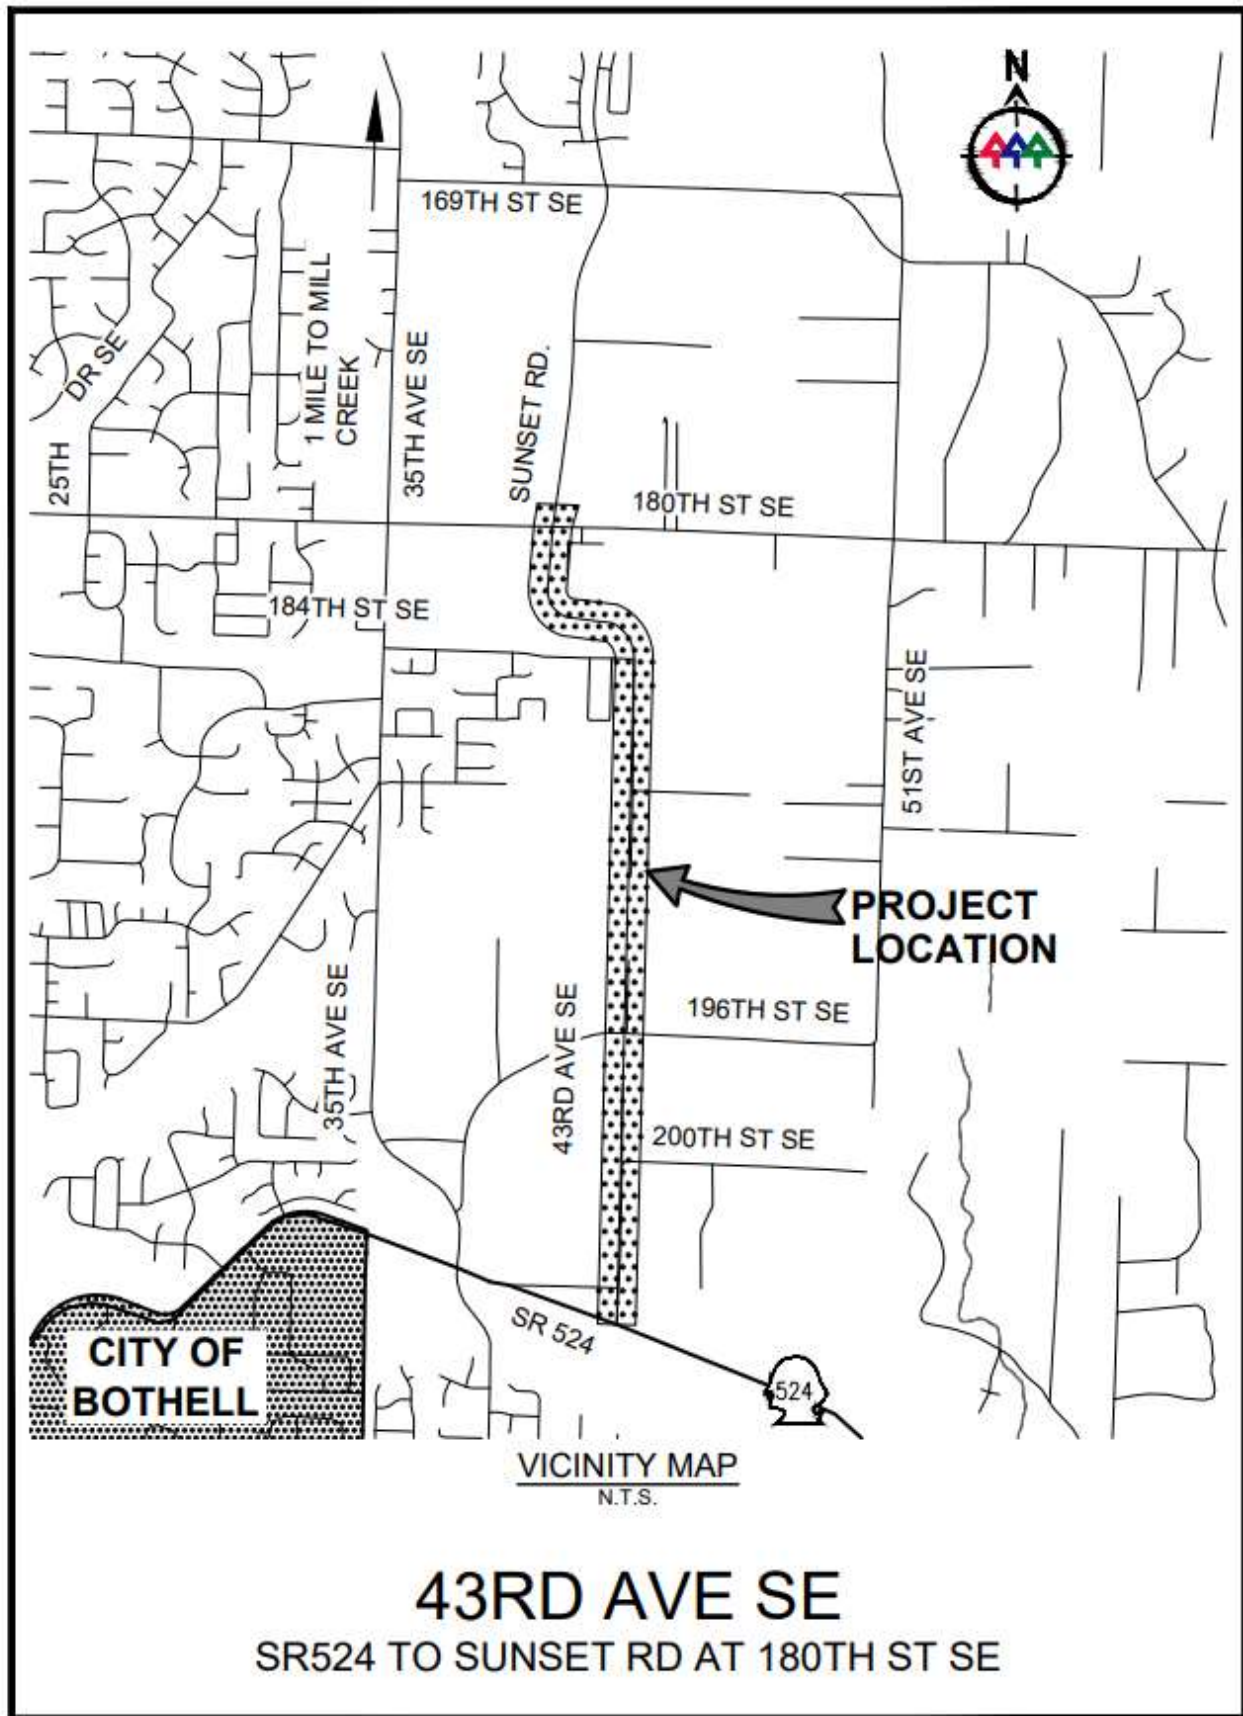 N
169TH ST SE
1 MILE TO MILL
CREEK
DR SE
25TH
35TH AVE SE
SUNSET RD.
180TH ST SE
184TH ST SE
51ST AVE SE
PROJECT
LOCATION
35TH AVE SE
43RD AVE SE
196TH ST SE
200TH ST SE
SR 524
524
CITY OF
BOTHELL
VICINITY MAP
N.T.S.
43RD AVE SE
SR524 TO SUNSET RD AT 180TH ST SE